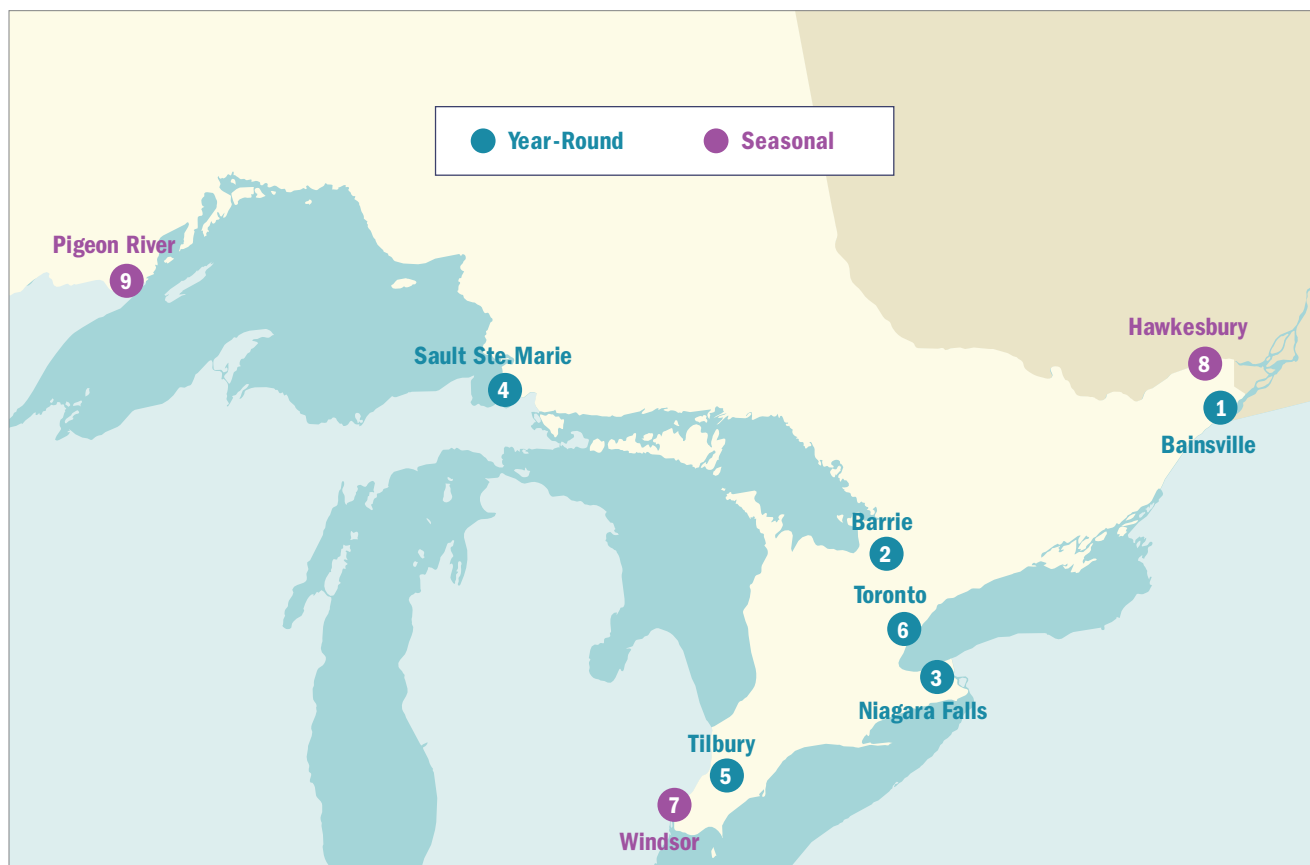 Year-Round
Seasonal
Pigeon River
9
Hawkesbury
8
Sault Ste.Marie
4
1
Bainsville
Barrie
2
Toronto
6
3
Niagara Falls
Tilbury
5
7
Windsor